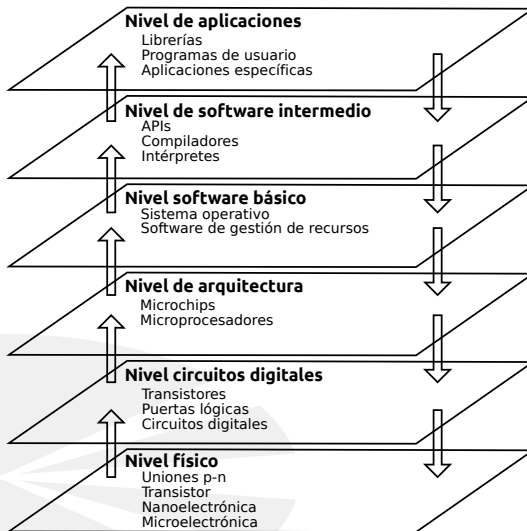 Nivel de aplicaciones
Librerías
Programas de usuario
Aplicaciones específicas
Nivel de software intermedio
APIs
Compiladores
Intérpretes
Nivel software básico
Sistema operativo
Software de gestión de recursos
Nivel de arquitectura
Microchips
Microprocesadores
Nivel circuitos digitales
Transistores
Puertas lógicas
Circuitos digitales
Nivel físico
Uniones p-n
Transistor
Nanoelectrónica
Microelectrónica